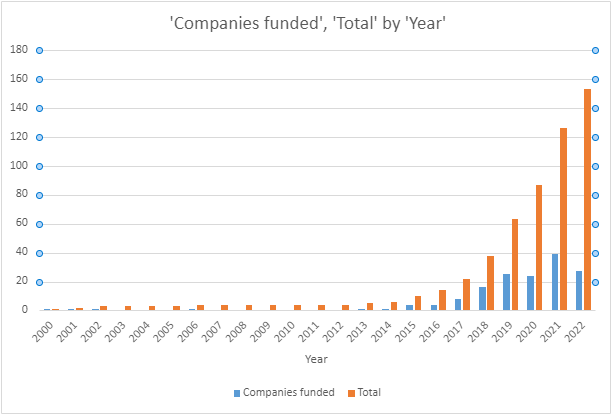 'Companies funded', 'Total' by 'Year'
180
160
140
120
100
80
60
40
20
0
2000 2001 2002 2003 2004 2005 2006 2007 2008 2009 2010 2011 2012 2013 2014 2015 2016 2017 2018 2019 2020 2021 2022
Year
Companies funded Total